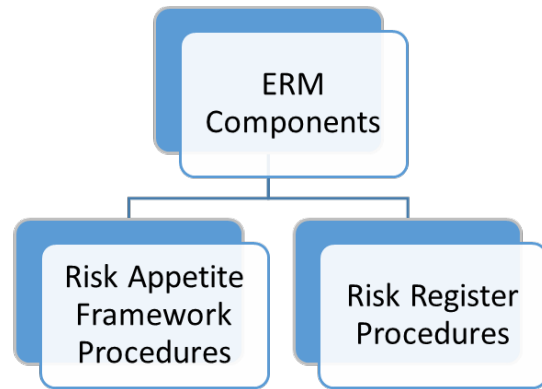 ERM
Components
Risk Appetite
Framework
Procedures
Risk Register
Procedures